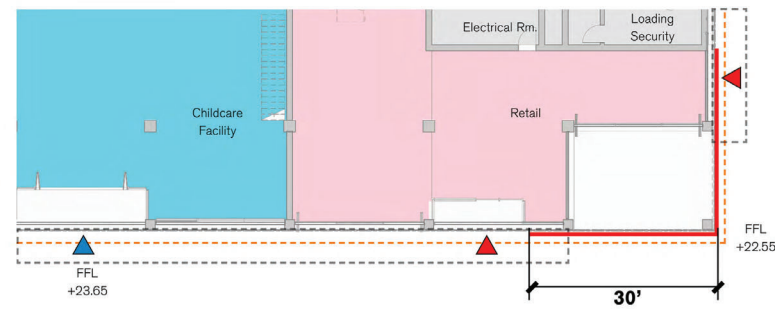 Electrical Rm.
Loading
Security
Childcare
Facility
Retail
FFL
+22.55
FFL
+23.65
30'